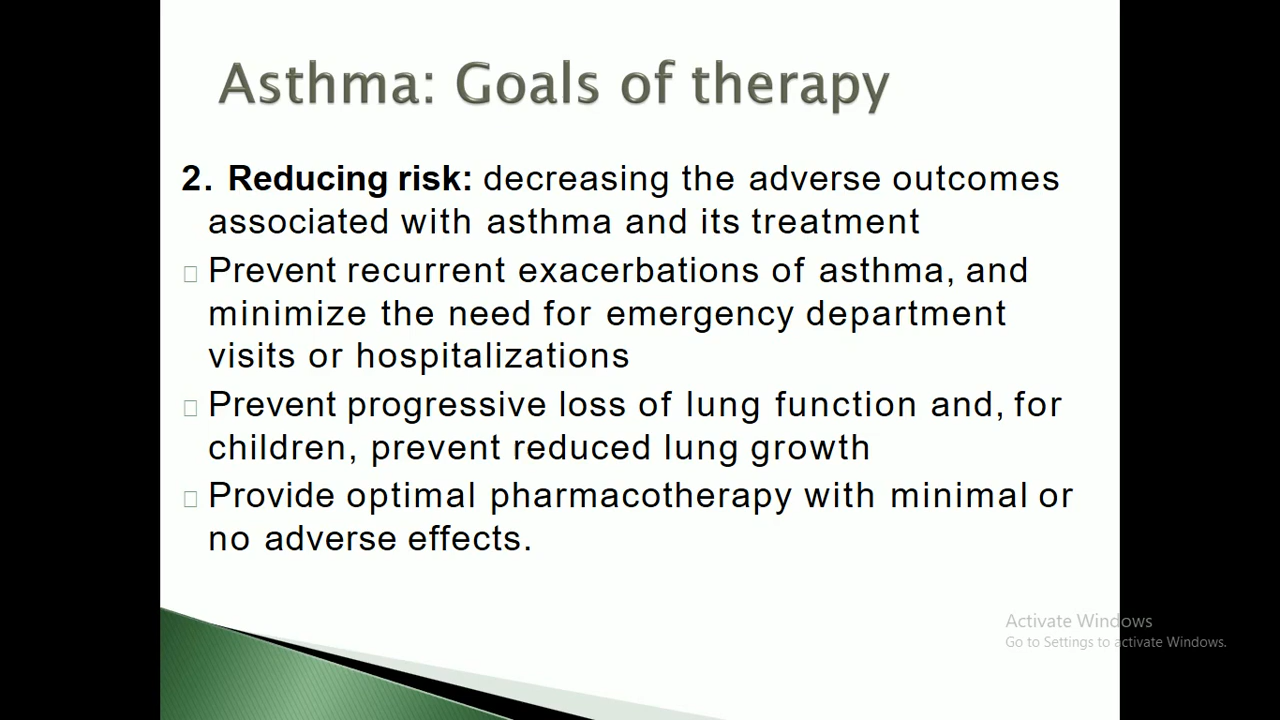 Asthma: Goals of therapy
2. Reducing risk: decreasing the adverse outcomes
associated with asthma and its treatment
Prevent recurrent exacerbations of asthma, and
minimize the need for emergency department
visits or hospitalizations
Prevent progressive loss of lung function and, for
children, prevent reduced lung growth
Provide optimal pharmacotherapy with minimal or
no adverse effects.
Activate Windows
Go to Settings to activate Windows.